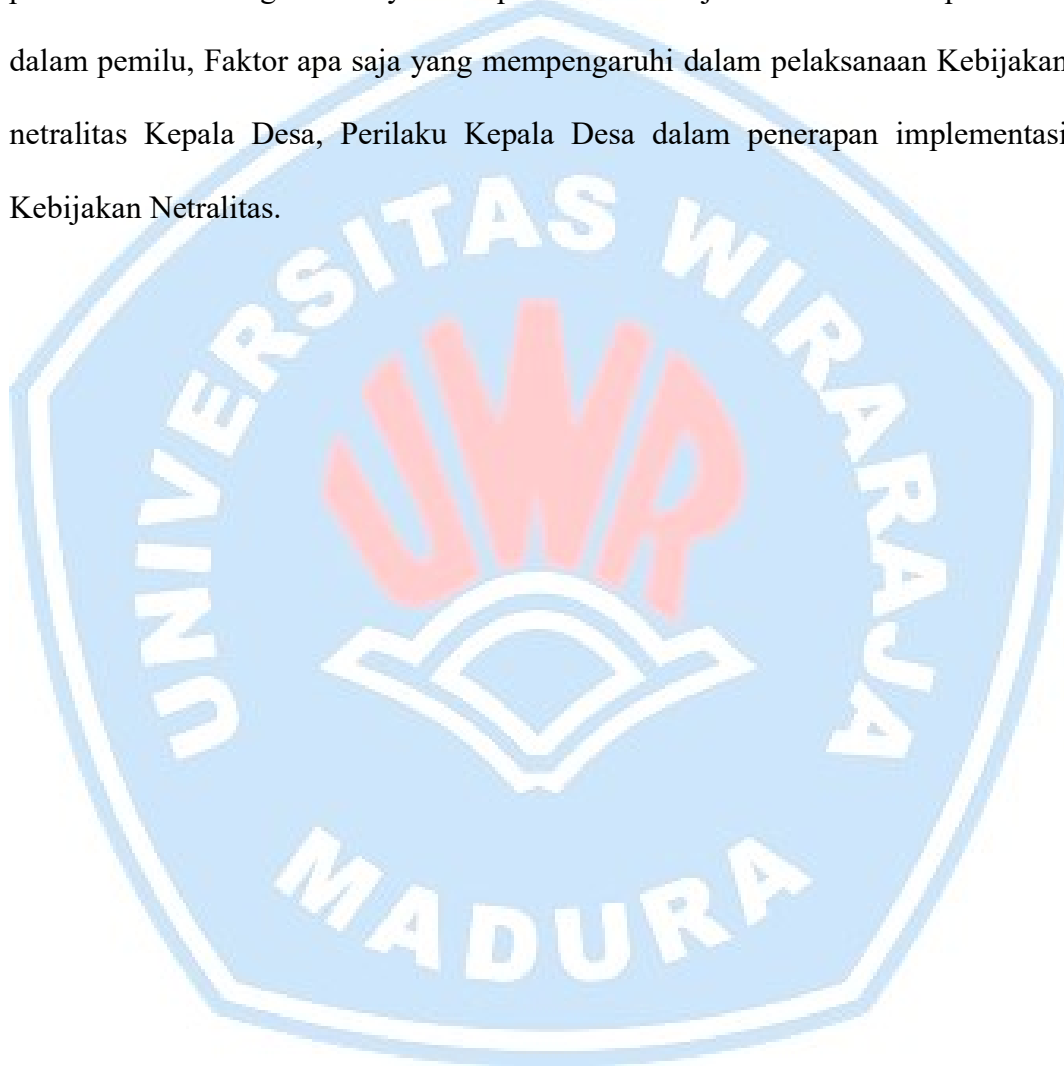 dalam pemilu, Faktor apa saja yang mempengaruhi dalam pelaksanaan Kebijakan
netralitas Kepala Desa, Perilaku Kepala Desa dalam penerapan implementasi
Kebijakan Netralitas.
UNIVERSITAS WIRARAJA
UWR
MADURA